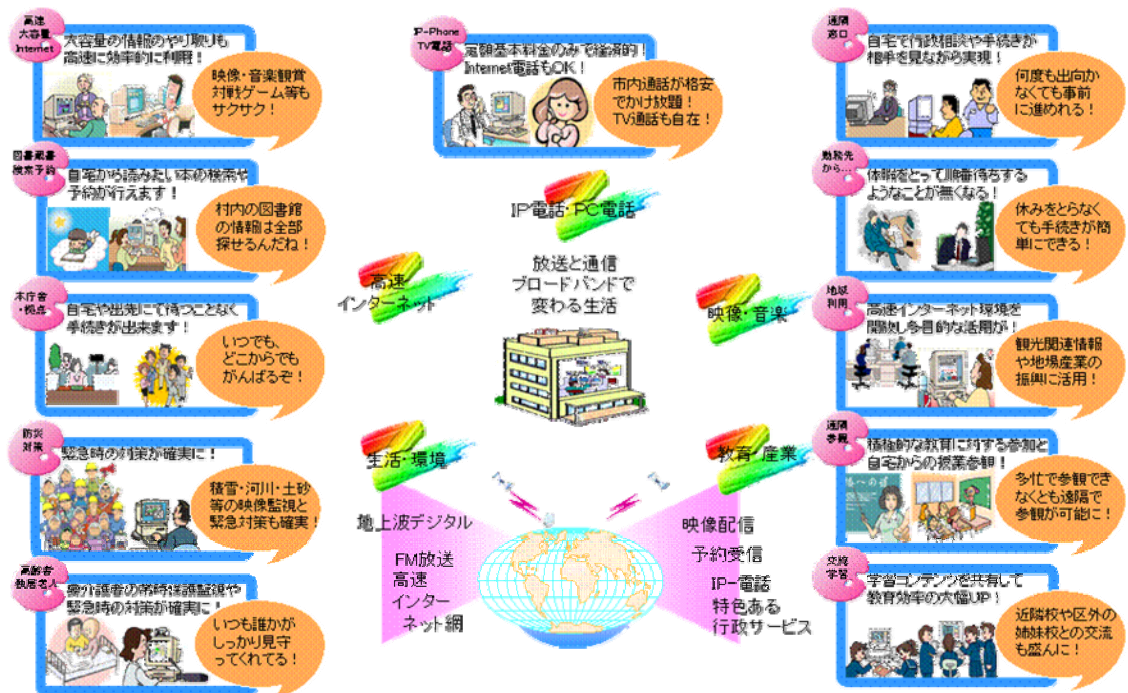 高速
大容量
Internet
大容量の情報のやり取りも
高速に効率的に利用！
映像・音楽観賞
対戦ゲーム等も
サクサク！
図書蔵書
検索予約
自宅から読みたい本の検索や
予約が行えます！
村内の図書館
の情報は全部
探せるんだね！
本庁舎
・拠点
自宅や出先にて待つことなく
手続きが出来ます！
いつでも、
どこからでも
がんばるぞ！
防災
対策
緊急時の対策が確実に！
積雪・河川・土砂
等の映像監視と
緊急対策も確実！
高齢者
独居老人
要介護者の常時保護監視や
緊急時の対策が確実に！
いつも誰かが
しっかり見守
ってくれてる！
IP-Phone
TV電話
定額基本料金のみで経済的！
Internet電話もOK！
市内通話が格安
でかけ放題！
TV通話も自在！
IP電話・PC電話
高速
インターネット
放送と通信
ブロードバンドで
変わる生活
映像・音楽
生活・環境
教育・産業
地上波デジタル
FM放送
高速
インター
ネット網
映像配信
予約受信
IP-電話
特色ある
行政サービス
遠隔
窓口
自宅で行政相談や手続きが
相手を見ながら実現！
何度も出向か
なくても事前
に進めれる！
勤務先
から…
休暇をとって順番待ちする
ようなことが無くなる！
休みをとらなく
ても手続きが簡
単にできる！
地域
利用
高速インターネット環境を
開放し多目的な活用が！
観光関連情報
や地場産業の
振興に活用！
遠隔
参観
積極的な教育に対する参加と
自宅からの授業参観！
多忙で参観でき
なくとも遠隔で
参観が可能に！
交流
学習
学習コンテンツを共有して
教育効率の大幅UP！
近隣校や区外の
姉妹校との交流
も盛んに！